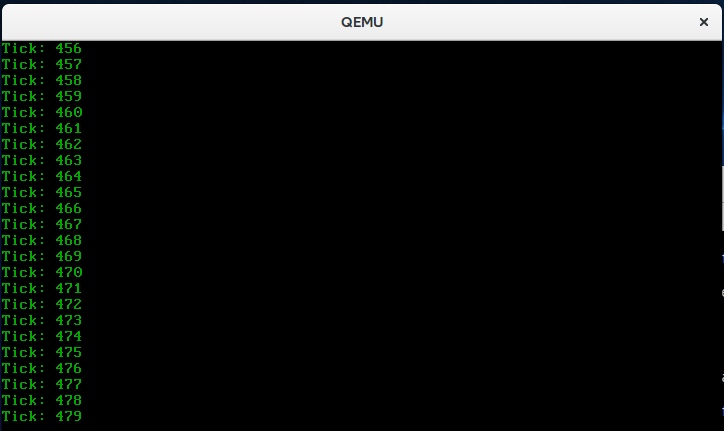 QEMU
Tick: 456
Tick: 457
Tick: 458
Tick: 459
Tick: 460
Tick: 461
Tick: 462
Tick: 463
Tick: 464
Tick: 465
Tick: 466
Tick: 467
Tick: 468
Tick: 469
Tick: 470
Tick: 471
Tick: 472
Tick: 473
Tick: 474
Tick: 475
Tick: 476
Tick: 477
Tick: 478
Tick: 479